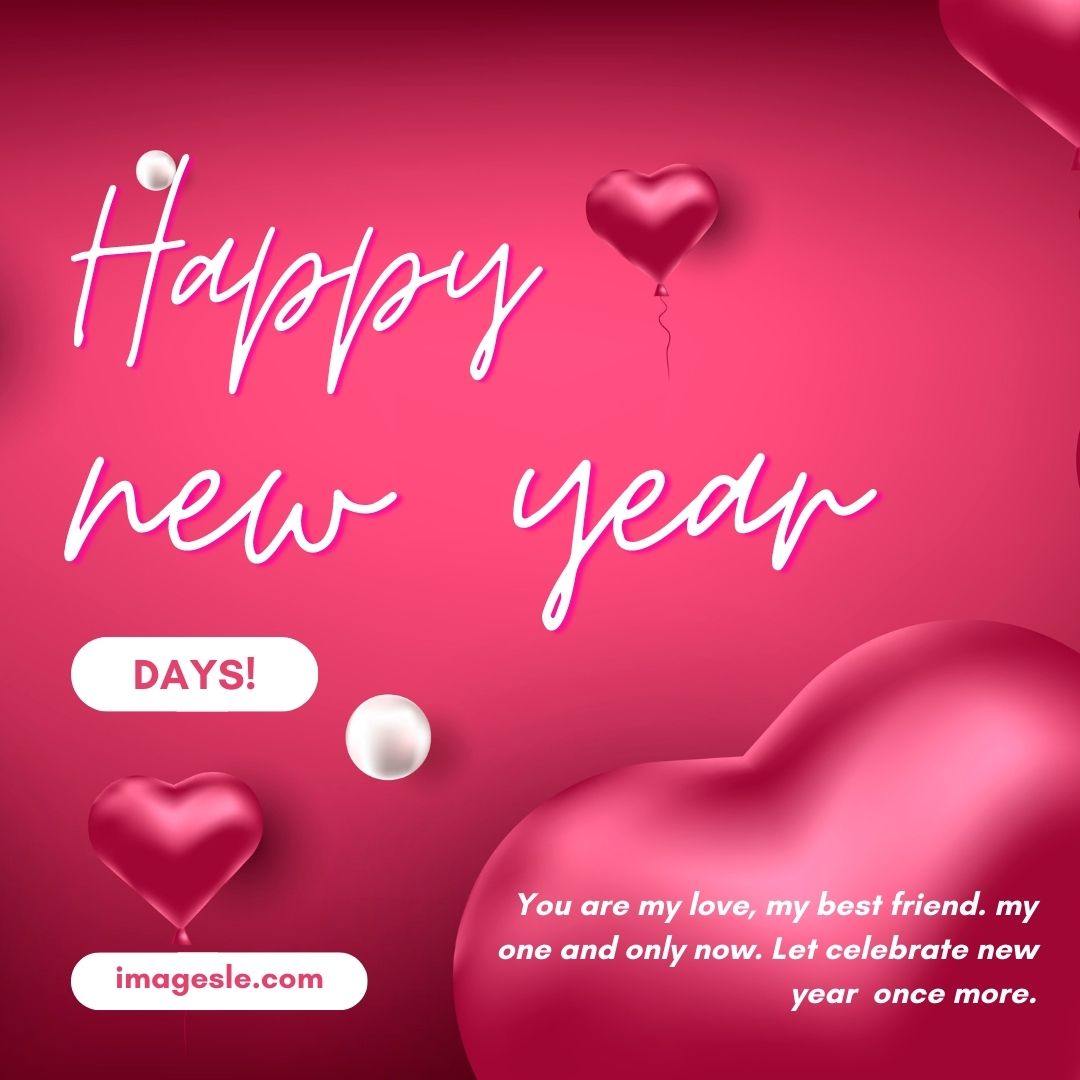 Happy
new year
DAYS!
imagesle.com
You are my love, my best friend. my
one and only now. Let celebrate new
year once more.